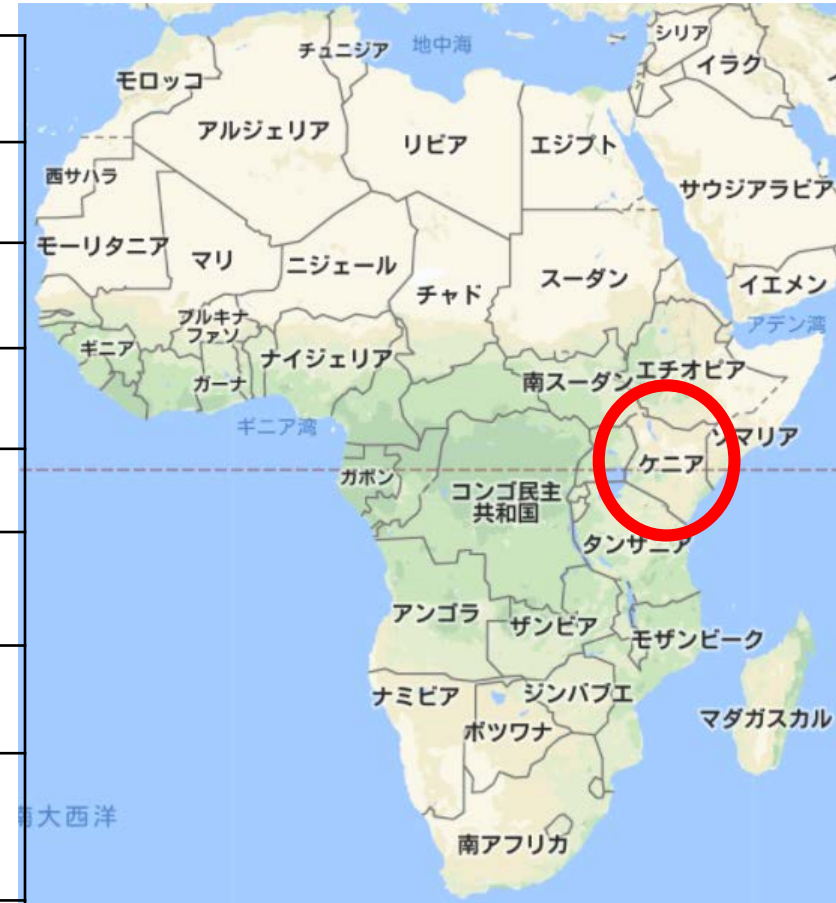 シリア
チュニジア
地中海
イラク
モロッコ
アルジェリア
リビア
エジプト
西サハラ
サウジアラビア
モーリタニア
マリ
ニジェール
チャド
スーダン
イエメン
アデン湾
ブルキナ
ファソ
ギニア
ナイジェリア
ガーナ
南スーダン
エチオピア
ギニア湾
ソマリア
ケニア
ガボン
コンゴ民主
共和国
タンザニア
アンゴラ
ザンビア
モザンビーク
ナミビア
ジンバブエ
ボツワナ
マダガスカル
南大西洋
南アフリカ